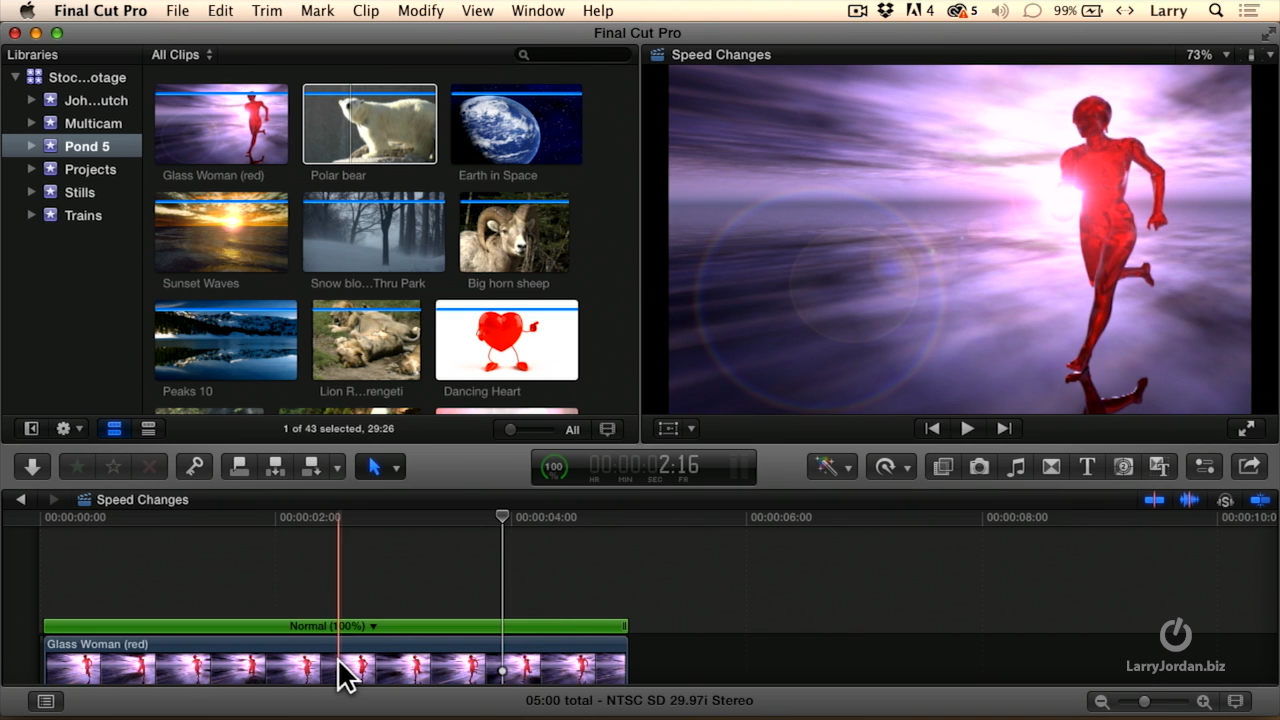 Final Cut Pro File Edit Trim Mark Clip Modify View Window Help 4 5 99% Larry
Final Cut Pro
Libraries
All Clips
Speed Changes
73%
Stoc...otage
Joh...utch
Multicam
Pond 5
Projects
Stills
Trains
Glass Woman (red)
Polar bear
Earth in Space
Sunset Waves
Snow blo...Thru Park
Big horn sheep
Peaks 10
Lion R...rengeti
Dancing Heart
1 of 43 selected, 29:26
All
100
%
00:00:02:16
HR MIN SEC FR
Speed Changes
00:00:00:00 00:00:02:00 00:00:04:00 00:00:06:00 00:00:08:00 00:00:10:0
Normal (100%)
Glass Woman (red)
LarryJordan.biz
05:00 total - NTSC SD 29.97i Stereo